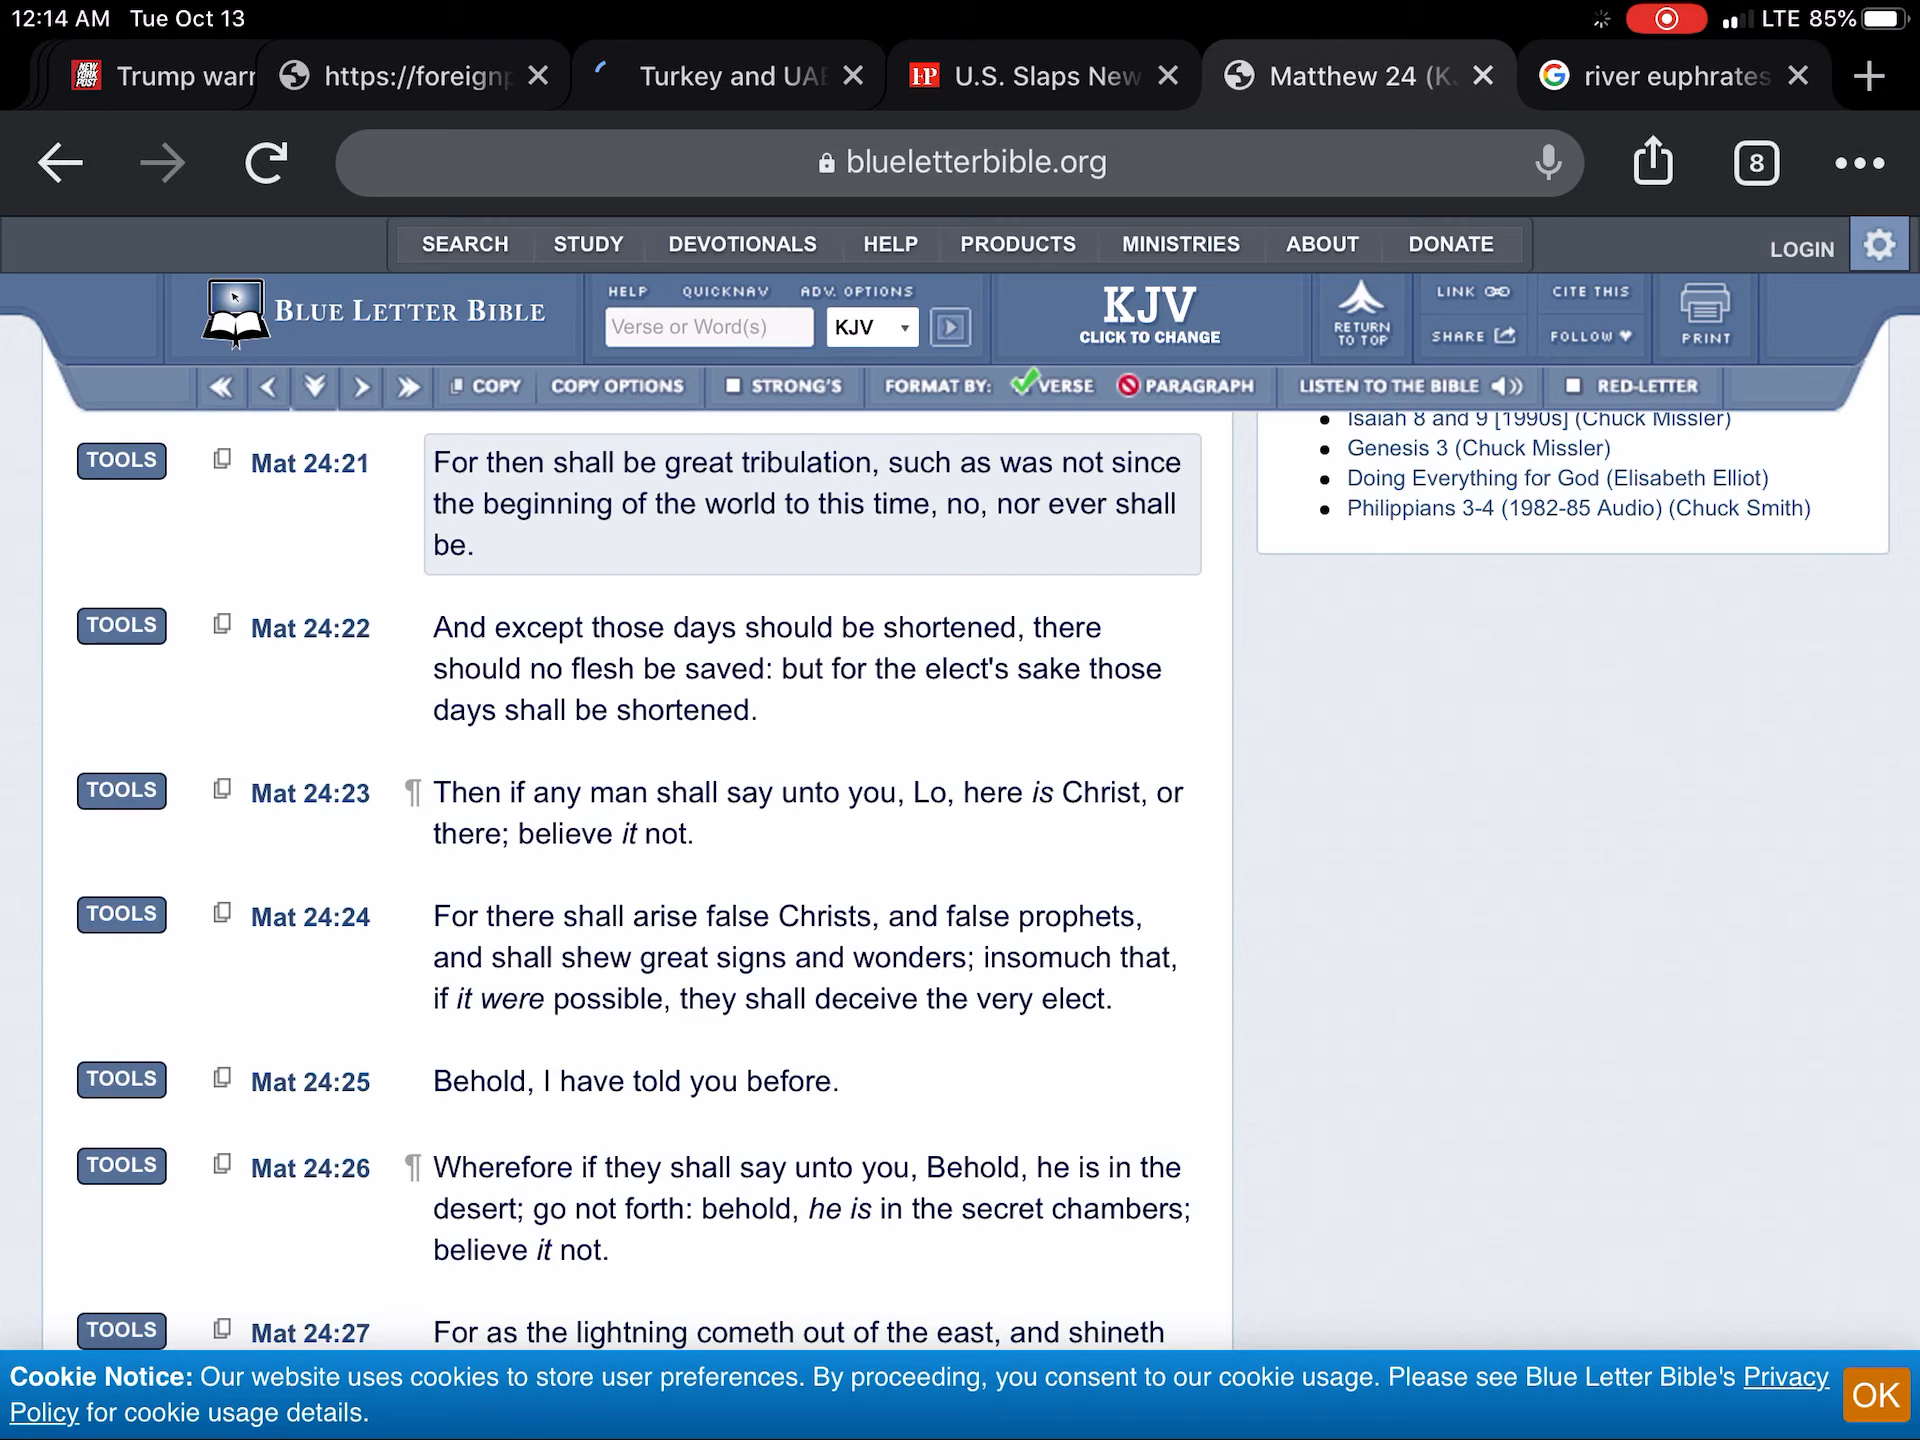 12:14 AM Tue Oct 13
LTE 85%
Trump warr
https://foreignp
Turkey and UAE
U.S. Slaps New
Matthew 24 (K
river euphrates
blueletterbible.org
8
SEARCH STUDY DEVOTIONALS HELP PRODUCTS MINISTRIES ABOUT DONATE
LOGIN
BLUE LETTER BIBLE
HELP QUICKNAV ADV. OPTIONS
Verse or Word(s) KJV
KJV
CLICK TO CHANGE
RETURN
TO TOP
LINK CITE THIS
SHARE FOLLOW
PRINT
COPY COPY OPTIONS STRONG'S FORMAT BY: VERSE PARAGRAPH LISTEN TO THE BIBLE RED-LETTER
Isaiah 8 and 9 [1990s] (Chuck Missler)
Genesis 3 (Chuck Missler)
Doing Everything for God (Elisabeth Elliot)
Philippians 3-4 (1982-85 Audio) (Chuck Smith)
TOOLS Mat 24:21 For then shall be great tribulation, such as was not since
the beginning of the world to this time, no, nor ever shall
be.
TOOLS Mat 24:22 And except those days should be shortened, there
should no flesh be saved: but for the elect's sake those
days shall be shortened.
TOOLS Mat 24:23 ¶ Then if any man shall say unto you, Lo, here is Christ, or
there; believe it not.
TOOLS Mat 24:24 For there shall arise false Christs, and false prophets,
and shall shew great signs and wonders; insomuch that,
if it were possible, they shall deceive the very elect.
TOOLS Mat 24:25 Behold, I have told you before.
TOOLS Mat 24:26 ¶ Wherefore if they shall say unto you, Behold, he is in the
desert; go not forth: behold, he is in the secret chambers;
believe it not.
TOOLS Mat 24:27 For as the lightning cometh out of the east, and shineth
Cookie Notice: Our website uses cookies to store user preferences. By proceeding, you consent to our cookie usage. Please see Blue Letter Bible's Privacy
Policy for cookie usage details.
OK